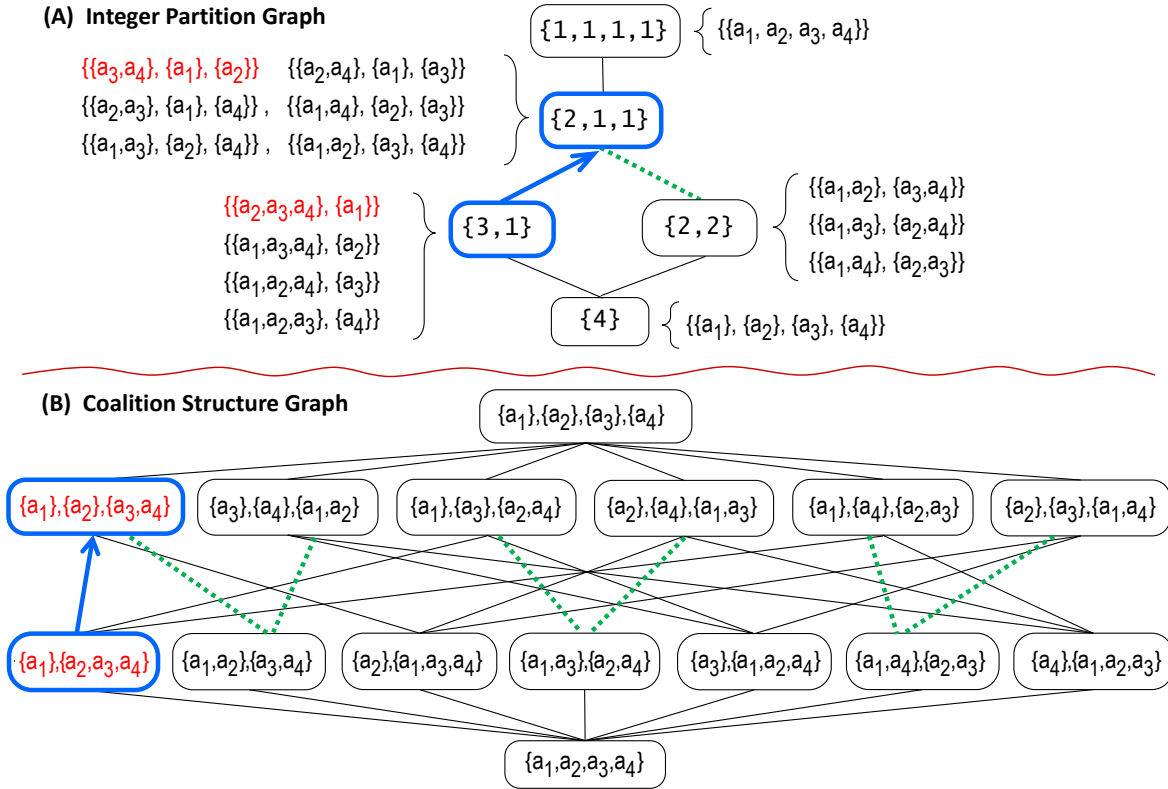 (A) Integer Partition Graph
{1,1,1,1}
{{a1, a2, a3, a4}}
{{a3,a4}, {a1}, {a2}} {{a2,a4}, {a1}, {a3}}
{{a2,a3}, {a1}, {a4}} , {{a1,a4}, {a2}, {a3}}
{{a1,a3}, {a2}, {a4}} , {{a1,a2}, {a3}, {a4}}
{2,1,1}
{{a2,a3,a4}, {a1}}
{{a1,a3,a4}, {a2}}
{{a1,a2,a4}, {a3}}
{{a1,a2,a3}, {a4}}
{3,1}
{2,2}
{{a1,a2}, {a3,a4}}
{{a1,a3}, {a2,a4}}
{{a1,a4}, {a2,a3}}
{4}
{{a1}, {a2}, {a3}, {a4}}
(B) Coalition Structure Graph
{a1},{a2},{a3},{a4}
{a1},{a2},{a3,a4}
{a3},{a4},{a1,a2}
{a1},{a3},{a2,a4}
{a2},{a4},{a1,a3}
{a1},{a4},{a2,a3}
{a2},{a3},{a1,a4}
{a1},{a2,a3,a4}
{a1,a2},{a3,a4}
{a2},{a1,a3,a4}
{a1,a3},{a2,a4}
{a3},{a1,a2,a4}
{a1,a4},{a2,a3}
{a4},{a1,a2,a3}
{a1,a2,a3,a4}